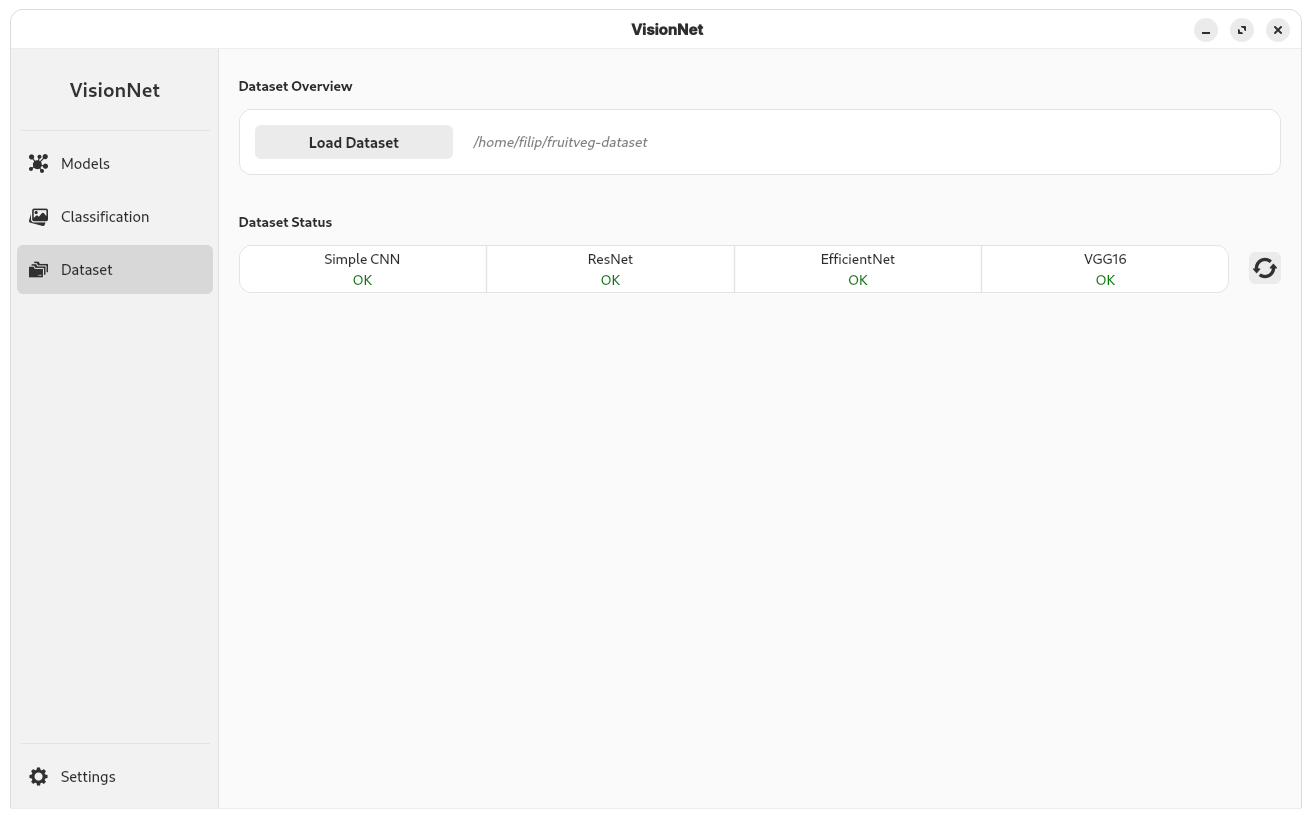 VisionNet
VisionNet
Models
Classification
Dataset
Settings
Dataset Overview
Load Dataset /home/filip/fruitveg-dataset
Dataset Status
Simple CNN ResNet EfficientNet VGG16
OK OK OK OK